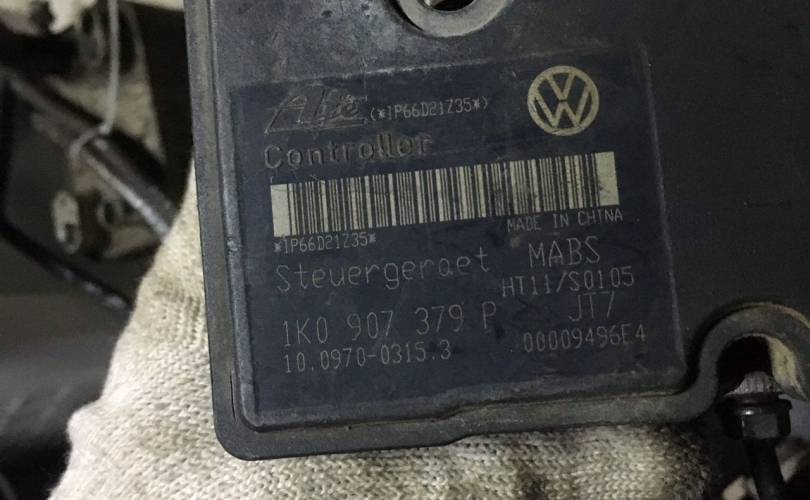 Ate (*1P66D21Z35*)
Controller
MADE IN CHINA
*1P66D21Z35*
Steuergeraet MABS
HT11/S0105
1K0 907 379 P JT7
10.0970-0315.3 00009496E4